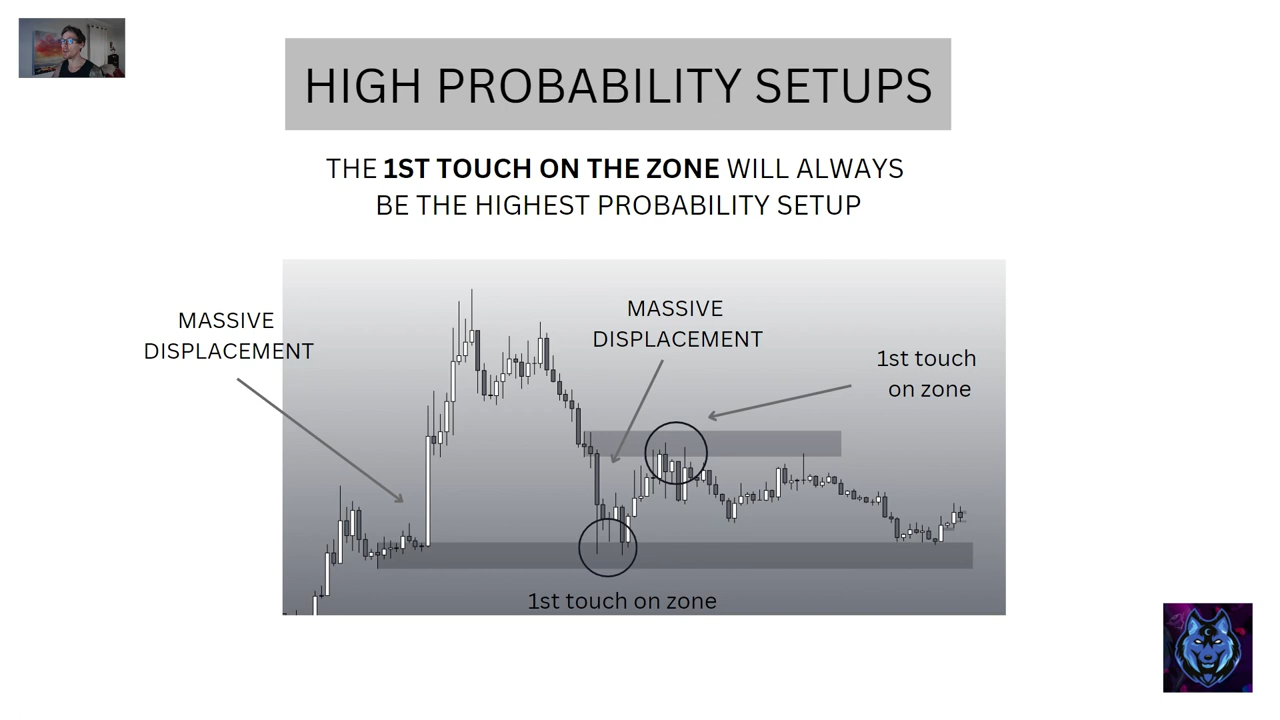 HIGH PROBABILITY SETUPS
THE 1ST TOUCH ON THE ZONE WILL ALWAYS
BE THE HIGHEST PROBABILITY SETUP
MASSIVE
DISPLACEMENT
MASSIVE
DISPLACEMENT
1st touch
on zone
1st touch on zone